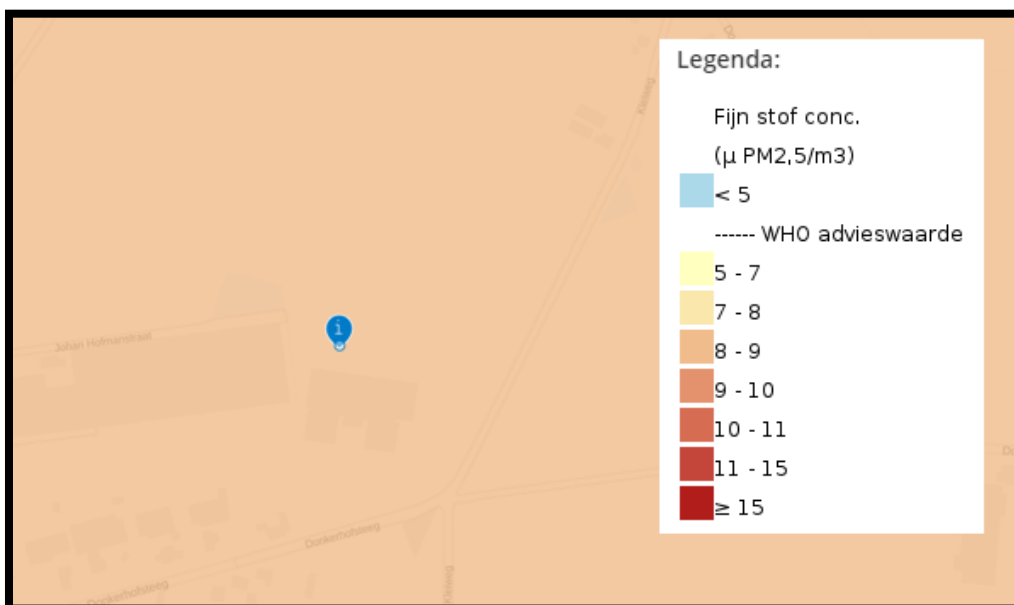 Legenda:
Fijn stof conc.
(μ PM2,5/m3)
< 5
------ WHO advieswaarde
5 - 7
7 - 8
8 - 9
9 - 10
10 - 11
11 - 15
≥ 15
Kleiweg
i
Johan Hofmanstraat
Donkerhofsteeg
Donkerhofsteeg
Kleiweg